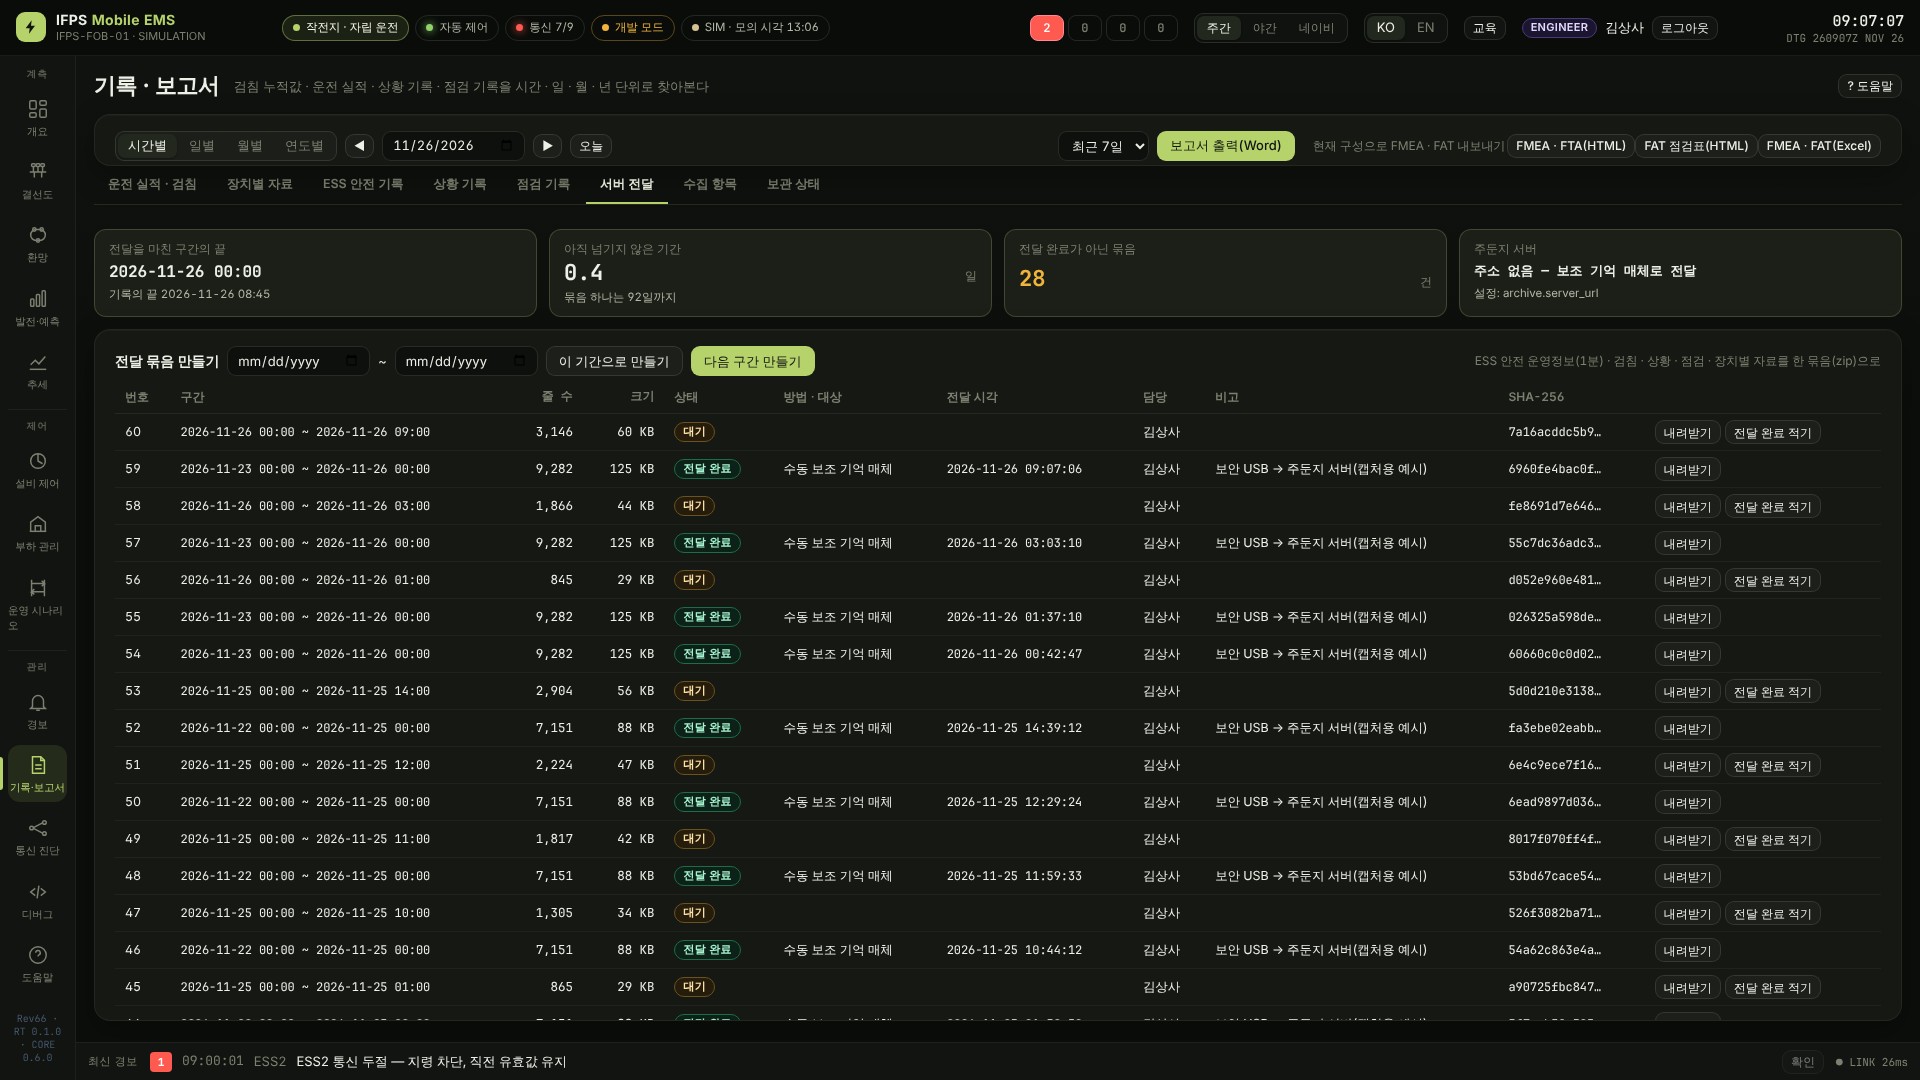 IFPS Mobile EMS
IFPS-FOB-01 · SIMULATION
작전지 · 자립 운전
자동 제어
통신 7/9
개발 모드
SIM · 모의 시각 13:06
2 0 0 0
주간 야간 네이비
KO EN
교육
ENGINEER 김상사 로그아웃
09:07:07
DTG 260907Z NOV 26
계측
개요
결선도
환망
발전·예측
추세
제어
설비 제어
부하 관리
운영 시나리오
관리
경보
기록·보고서
통신 진단
디버그
도움말
Rev66 · RT 0.1.0 · CORE 0.6.0
기록 · 보고서 검침 누적값 · 운전 실적 · 상황 기록 · 점검 기록을 시간 · 일 · 월 · 년 단위로 찾아본다
? 도움말
시간별 일별 월별 연도별 ◀ 11/26/2026 ▶ 오늘
최근 7일 보고서 출력(Word) 현재 구성으로 FMEA · FAT 내보내기 FMEA · FTA(HTML) FAT 점검표(HTML) FMEA · FAT(Excel)
운전 실적 · 검침 장치별 자료 ESS 안전 기록 상황 기록 점검 기록 서버 전달 수집 항목 보관 상태
전달을 마친 구간의 끝
2026-11-26 00:00
기록의 끝 2026-11-26 08:45
아직 넘기지 않은 기간
0.4 일
묶음 하나는 92일까지
전달 완료가 아닌 묶음
28 건
주둔지 서버
주소 없음 — 보조 기억 매체로 전달
설정: archive.server_url
전달 묶음 만들기 mm/dd/yyyy ~ mm/dd/yyyy 이 기간으로 만들기 다음 구간 만들기
ESS 안전 운영정보(1분) · 검침 · 상황 · 점검 · 장치별 자료를 한 묶음(zip)으로
번호 구간 줄 수 크기 상태 방법 · 대상 전달 시각 담당 비고 SHA-256
60 2026-11-26 00:00 ~ 2026-11-26 09:00 3,146 60 KB 대기 김상사 7a16acddc5b9… 내려받기 전달 완료 적기
59 2026-11-23 00:00 ~ 2026-11-26 00:00 9,282 125 KB 전달 완료 수동 보조 기억 매체 2026-11-26 09:07:06 김상사 보안 USB → 주둔지 서버(캡처용 예시) 6960fe4bac0f… 내려받기
58 2026-11-26 00:00 ~ 2026-11-26 03:00 1,866 44 KB 대기 김상사 fe8691d7e646… 내려받기 전달 완료 적기
57 2026-11-23 00:00 ~ 2026-11-26 00:00 9,282 125 KB 전달 완료 수동 보조 기억 매체 2026-11-26 03:03:10 김상사 보안 USB → 주둔지 서버(캡처용 예시) 55c7dc36adc3… 내려받기
56 2026-11-26 00:00 ~ 2026-11-26 01:00 845 29 KB 대기 김상사 d052e960e481… 내려받기 전달 완료 적기
55 2026-11-23 00:00 ~ 2026-11-26 00:00 9,282 125 KB 전달 완료 수동 보조 기억 매체 2026-11-26 01:37:10 김상사 보안 USB → 주둔지 서버(캡처용 예시) 026325a598de… 내려받기
54 2026-11-23 00:00 ~ 2026-11-26 00:00 9,282 125 KB 전달 완료 수동 보조 기억 매체 2026-11-26 00:42:47 김상사 보안 USB → 주둔지 서버(캡처용 예시) 60660c0c0d02… 내려받기
53 2026-11-25 00:00 ~ 2026-11-25 14:00 2,904 56 KB 대기 김상사 5d0d210e3138… 내려받기 전달 완료 적기
52 2026-11-22 00:00 ~ 2026-11-25 00:00 7,151 88 KB 전달 완료 수동 보조 기억 매체 2026-11-25 14:39:12 김상사 보안 USB → 주둔지 서버(캡처용 예시) fa3ebe02eabb… 내려받기
51 2026-11-25 00:00 ~ 2026-11-25 12:00 2,224 47 KB 대기 김상사 6e4c9ece7f16… 내려받기 전달 완료 적기
50 2026-11-22 00:00 ~ 2026-11-25 00:00 7,151 88 KB 전달 완료 수동 보조 기억 매체 2026-11-25 12:29:24 김상사 보안 USB → 주둔지 서버(캡처용 예시) 6ead9897d036… 내려받기
49 2026-11-25 00:00 ~ 2026-11-25 11:00 1,817 42 KB 대기 김상사 8017f070ff4f… 내려받기 전달 완료 적기
48 2026-11-22 00:00 ~ 2026-11-25 00:00 7,151 88 KB 전달 완료 수동 보조 기억 매체 2026-11-25 11:59:33 김상사 보안 USB → 주둔지 서버(캡처용 예시) 53bd67cace54… 내려받기
47 2026-11-25 00:00 ~ 2026-11-25 10:00 1,305 34 KB 대기 김상사 526f3082ba71… 내려받기 전달 완료 적기
46 2026-11-22 00:00 ~ 2026-11-25 00:00 7,151 88 KB 전달 완료 수동 보조 기억 매체 2026-11-25 10:44:12 김상사 보안 USB → 주둔지 서버(캡처용 예시) 54a62c863e4a… 내려받기
45 2026-11-25 00:00 ~ 2026-11-25 01:00 865 29 KB 대기 김상사 a90725fbc847… 내려받기 전달 완료 적기
최신 경보 1 09:00:01 ESS2 ESS2 통신 두절 — 지령 차단, 직전 유효값 유지
확인 LINK 26ms